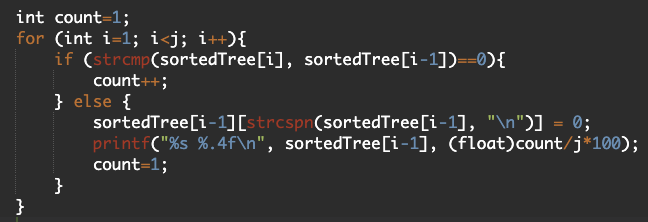 int count=1;
for (int i=1; i<j; i++){
    if (strcmp(sortedTree[i], sortedTree[i-1])==0){
        count++;
    } else {
        sortedTree[i-1][strcspn(sortedTree[i-1], "\n")] = 0;
        printf("%s %.4f\n", sortedTree[i-1], (float)count/j*100);
        count=1;
    }
}